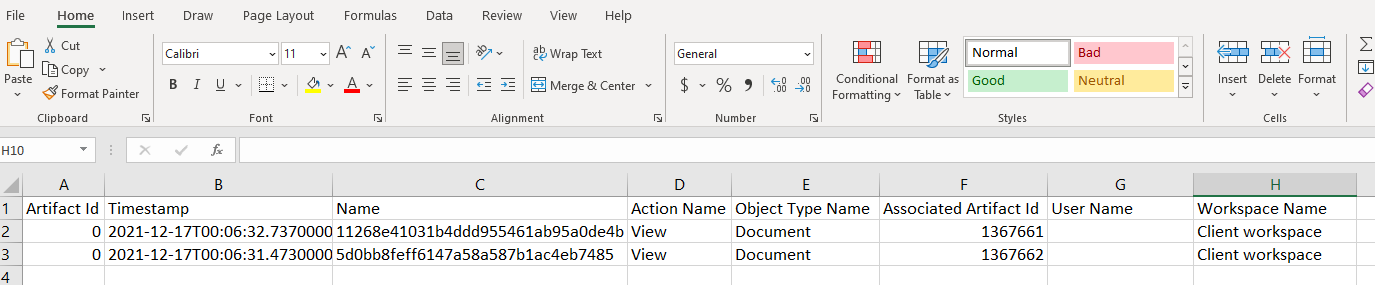 File Home Insert Draw Page Layout Formulas Data Review View Help
Cut
Copy
Format Painter
Paste
Calibri 11 A A
B I U A
ab Wrap Text
Merge & Center
General
$ % , .00 .0
Conditional Formatting
Format as Table
Normal Bad
Good Neutral
Insert Delete Format
Clipboard Font Alignment Number Styles Cells
H10 fx
A B C D E F G H
1 Artifact Id Timestamp Name Action Name Object Type Name Associated Artifact Id User Name Workspace Name
2 0 2021-12-17T00:06:32.7370000 11268e41031b4ddd955461ab95a0de4b View Document 1367661 Client workspace
3 0 2021-12-17T00:06:31.4730000 5d0bb8feff6147a58a587b1ac4eb7485 View Document 1367662 Client workspace
4